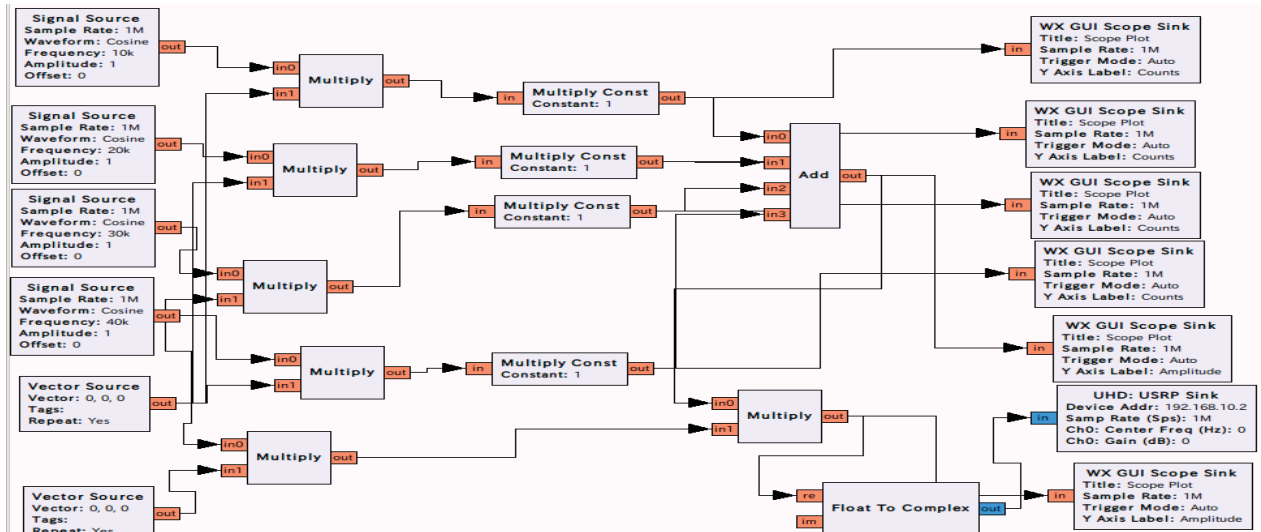 Signal Source
Sample Rate: 1M
Waveform: Cosine
Frequency: 10k
Amplitude: 1
Offset: 0
out
in0
in1
Multiply
out
in
Multiply Const
Constant: 1
out
in
WX GUI Scope Sink
Title: Scope Plot
Sample Rate: 1M
Trigger Mode: Auto
Y Axis Label: Counts
Signal Source
Sample Rate: 1M
Waveform: Cosine
Frequency: 20k
Amplitude: 1
Offset: 0
out
in0
in1
Multiply
out
in
Multiply Const
Constant: 1
out
in0
in1
in2
in3
Add
out
in
WX GUI Scope Sink
Title: Scope Plot
Sample Rate: 1M
Trigger Mode: Auto
Y Axis Label: Counts
Signal Source
Sample Rate: 1M
Waveform: Cosine
Frequency: 30k
Amplitude: 1
Offset: 0
out
in0
in1
Multiply
out
in
Multiply Const
Constant: 1
out
in
WX GUI Scope Sink
Title: Scope Plot
Sample Rate: 1M
Trigger Mode: Auto
Y Axis Label: Counts
Signal Source
Sample Rate: 1M
Waveform: Cosine
Frequency: 40k
Amplitude: 1
Offset: 0
out
in0
in1
Multiply
out
in
Multiply Const
Constant: 1
out
in
WX GUI Scope Sink
Title: Scope Plot
Sample Rate: 1M
Trigger Mode: Auto
Y Axis Label: Counts
in
WX GUI Scope Sink
Title: Scope Plot
Sample Rate: 1M
Trigger Mode: Auto
Y Axis Label: Amplitude
Vector Source
Vector: 0, 0, 0
Tags:
Repeat: Yes
out
in0
in1
Multiply
out
in0
in1
Multiply
out
in
UHD: USRP Sink
Device Addr: 192.168.10.2
Samp Rate (Sps): 1M
Ch0: Center Freq (Hz): 0
Ch0: Gain (dB): 0
Vector Source
Vector: 0, 0, 0
Tags:
Repeat: Yes
out
re
im
Float To Complex
out
in
WX GUI Scope Sink
Title: Scope Plot
Sample Rate: 1M
Trigger Mode: Auto
Y Axis Label: Amplitude